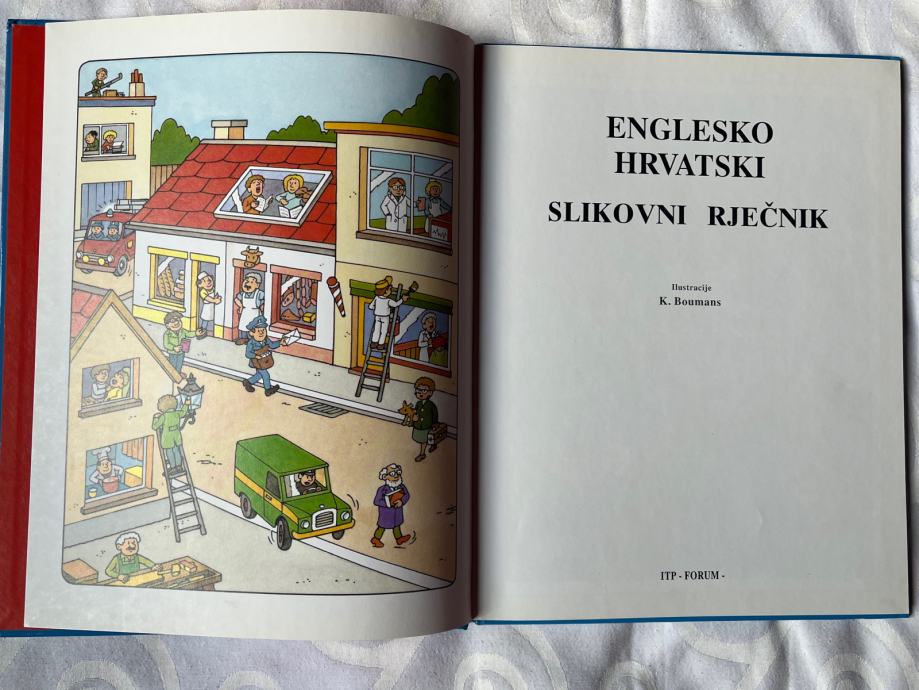 ENGLESKO
HRVATSKI
SLIKOVNI RJEČNIK
Ilustracije
K. Boumans
ITP - FORUM -